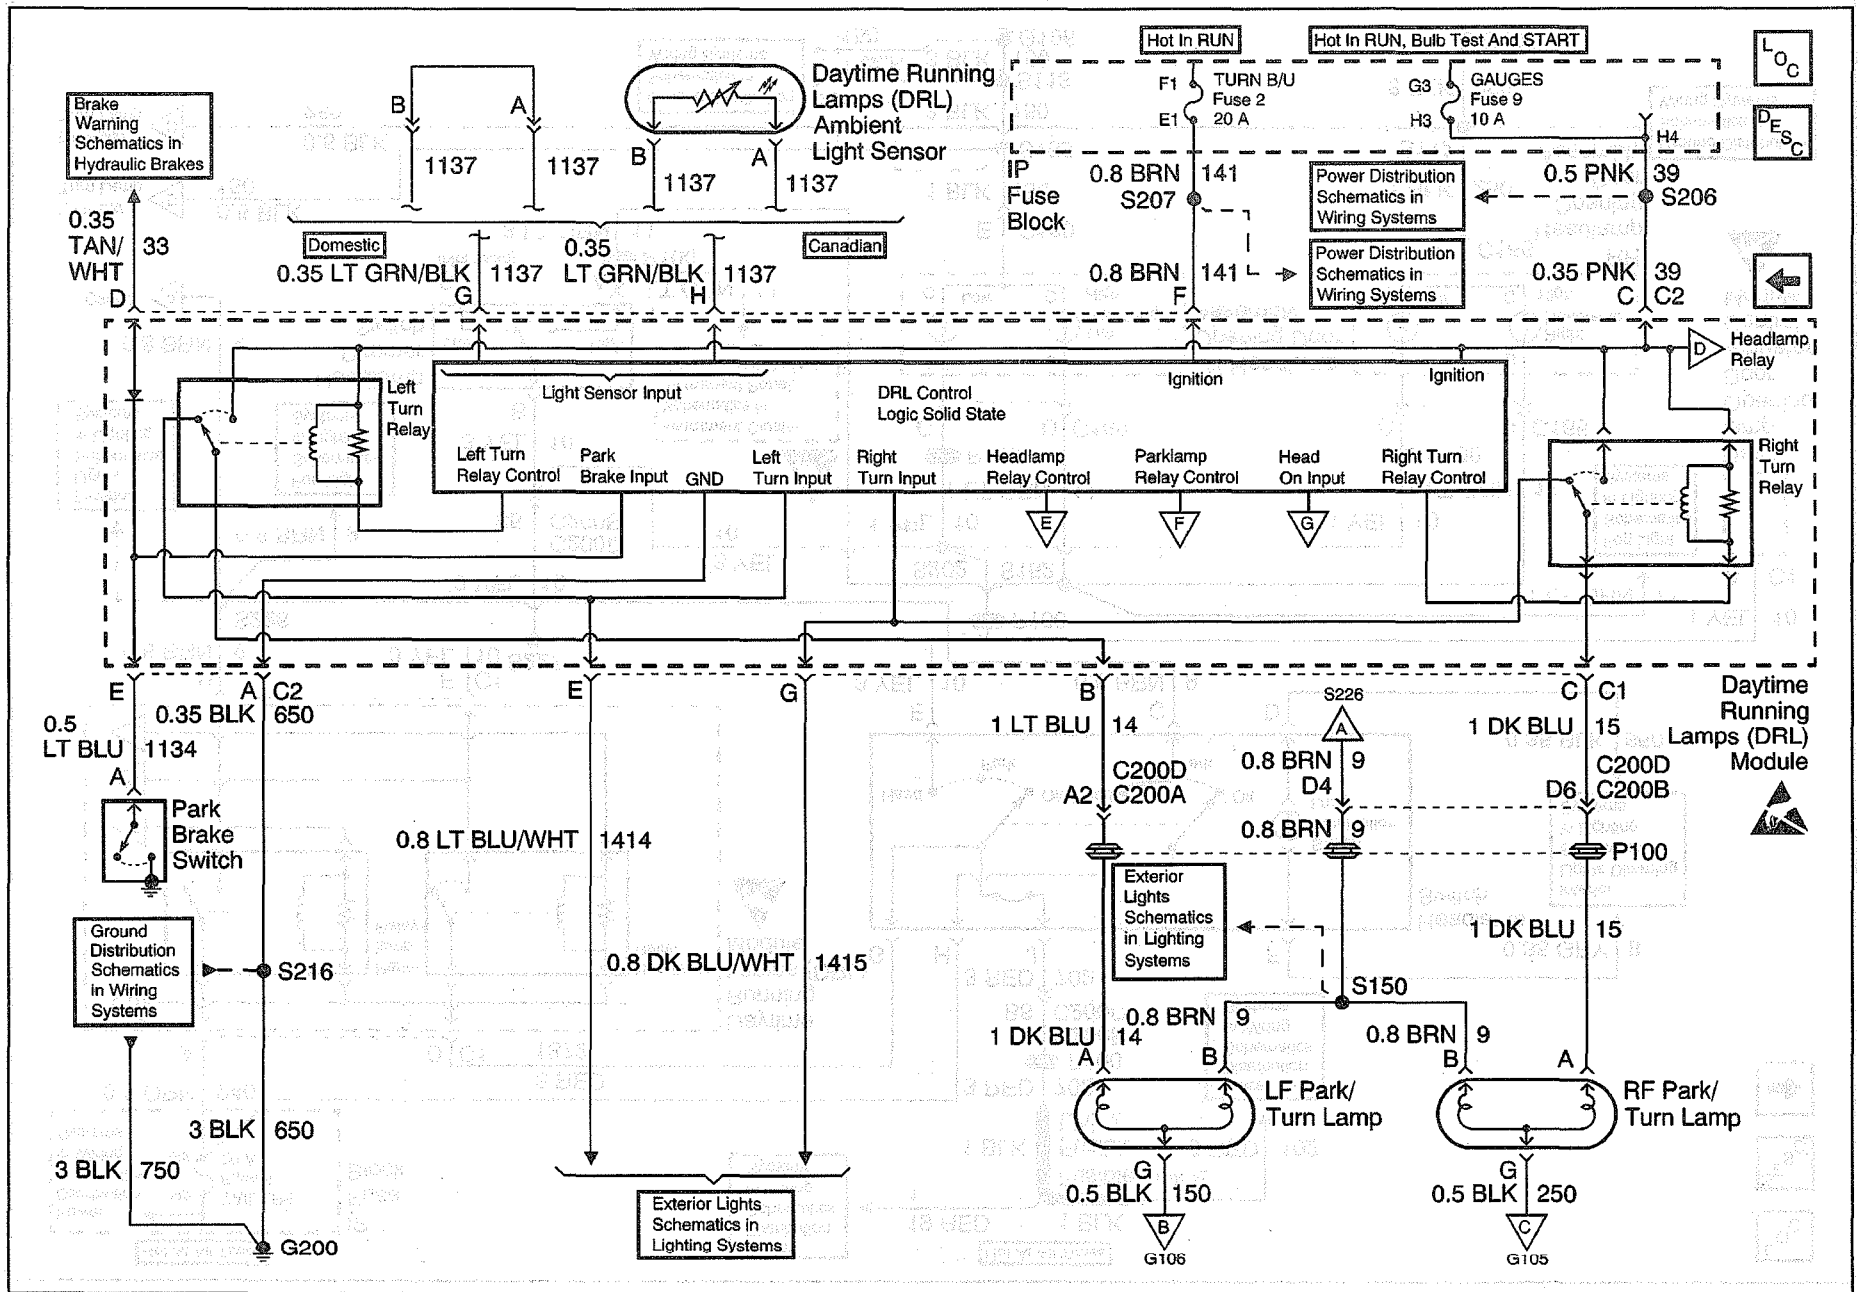 Hot In RUN
Hot In RUN, Bulb Test And START
L
O
C
D
E
S
C
Brake
Warning
Schematics in
Hydraulic Brakes
B
A
1137
1137
Daytime Running
Lamps (DRL)
Ambient
Light Sensor
B
A
1137
1137
F1
E1
TURN B/U
Fuse 2
20 A
G3
H3
GAUGES
Fuse 9
10 A
H4
IP
Fuse
Block
0.8 BRN 141
S207
Power Distribution
Schematics in
Wiring Systems
0.5 PNK 39
S206
0.35
TAN/
WHT
33
D
Domestic
0.35 LT GRN/BLK 1137
G
0.35
LT GRN/BLK 1137
H
Canadian
0.8 BRN 141
F
Power Distribution
Schematics in
Wiring Systems
0.35 PNK 39
C C2
D
Headlamp
Relay
Left
Turn
Relay
Light Sensor Input
DRL Control
Logic Solid State
Ignition
Ignition
Left Turn
Relay Control
Park
Brake Input
GND
Left
Turn Input
Right
Turn Input
Headlamp
Relay Control
Parklamp
Relay Control
Head
On Input
Right Turn
Relay Control
Right
Turn
Relay
E
F
G
E
A C2
E
G
B
C C1
Daytime
Running
Lamps (DRL)
Module
0.5
LT BLU 1134
A
0.35 BLK 650
1 LT BLU 14
S226
A
0.8 BRN 9
D4
1 DK BLU 15
C200D
A2 C200A
C200D
D6 C200B
Park
Brake
Switch
0.8 LT BLU/WHT 1414
0.8 BRN 9
P100
Exterior
Lights
Schematics
in Lighting
Systems
Ground
Distribution
Schematics
in Wiring
Systems
S216
0.8 DK BLU/WHT 1415
1 DK BLU 15
S150
1 DK BLU 14
0.8 BRN 9
0.8 BRN 9
A
B
B
A
LF Park/
Turn Lamp
RF Park/
Turn Lamp
3 BLK 650
3 BLK 750
G
0.5 BLK 150
B
G106
G
0.5 BLK 250
C
G105
Exterior Lights
Schematics in
Lighting Systems
G200